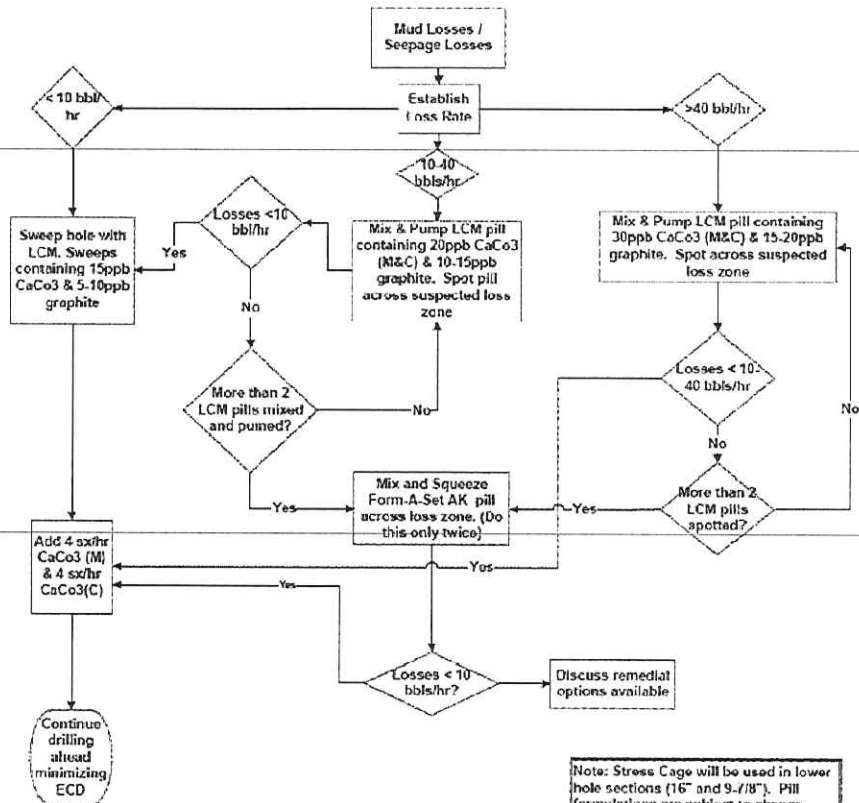 Mud Losses /
Seepage Losses
< 10 bbl/
hr
Establish
Loss Rate
>40 bbl/hr
10-40
bbls/hr
Sweep hole with
LCM. Sweeps
containing 15ppb
CaCo3 & 5-10ppb
graphite
Yes
Losses <10
bbl/hr
Mix & Pump LCM pill
containing 20ppb CaCo3
(M&C) & 10-15ppb
graphite. Spot pill
across suspected loss
zone
Mix & Pump LCM pill containing
30ppb CaCo3 (M&C) & 15-20ppb
graphite. Spot across suspected
loss zone
No
More than 2
LCM pills mixed
and pumed?
No
Losses < 10-
40 bbls/hr
No
No
Yes
Mix and Squeeze
Form-A-Set AK pill
across loss zone. (Do
this only twice)
Yes
More than 2
LCM pills
spotted?
Add 4 sx/hr
CaCo3 (M)
& 4 sx/hr
CaCo3(C)
Yes
Yes
Losses < 10
bbls/hr?
Discuss remedial
options available
Continue
drilling
ahead
minimizing
ECD
Note: Stress Cage will be used in lower
hole sections (16" and 9-7/8"). Pill
formulations are subject to change